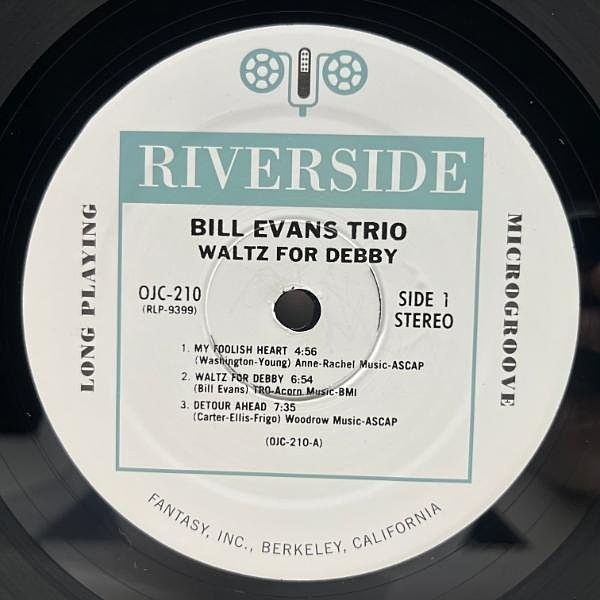 RIVERSIDE
BILL EVANS TRIO
WALTZ FOR DEBBY
LONG PLAYING
MICROGROOVE
OJC-210
(RLP-9399)
SIDE 1
STEREO
1. MY FOOLISH HEART 4:56
(Washington-Young) Anne-Rachel Music-ASCAP
2. WALTZ FOR DEBBY 6:54
(Bill Evans) TRO-Acorn Music-BMI
3. DETOUR AHEAD 7:35
(Carter-Ellis-Frigo) Woodrow Music-ASCAP
(OJC-210-A)
FANTASY, INC., BERKELEY, CALIFORNIA